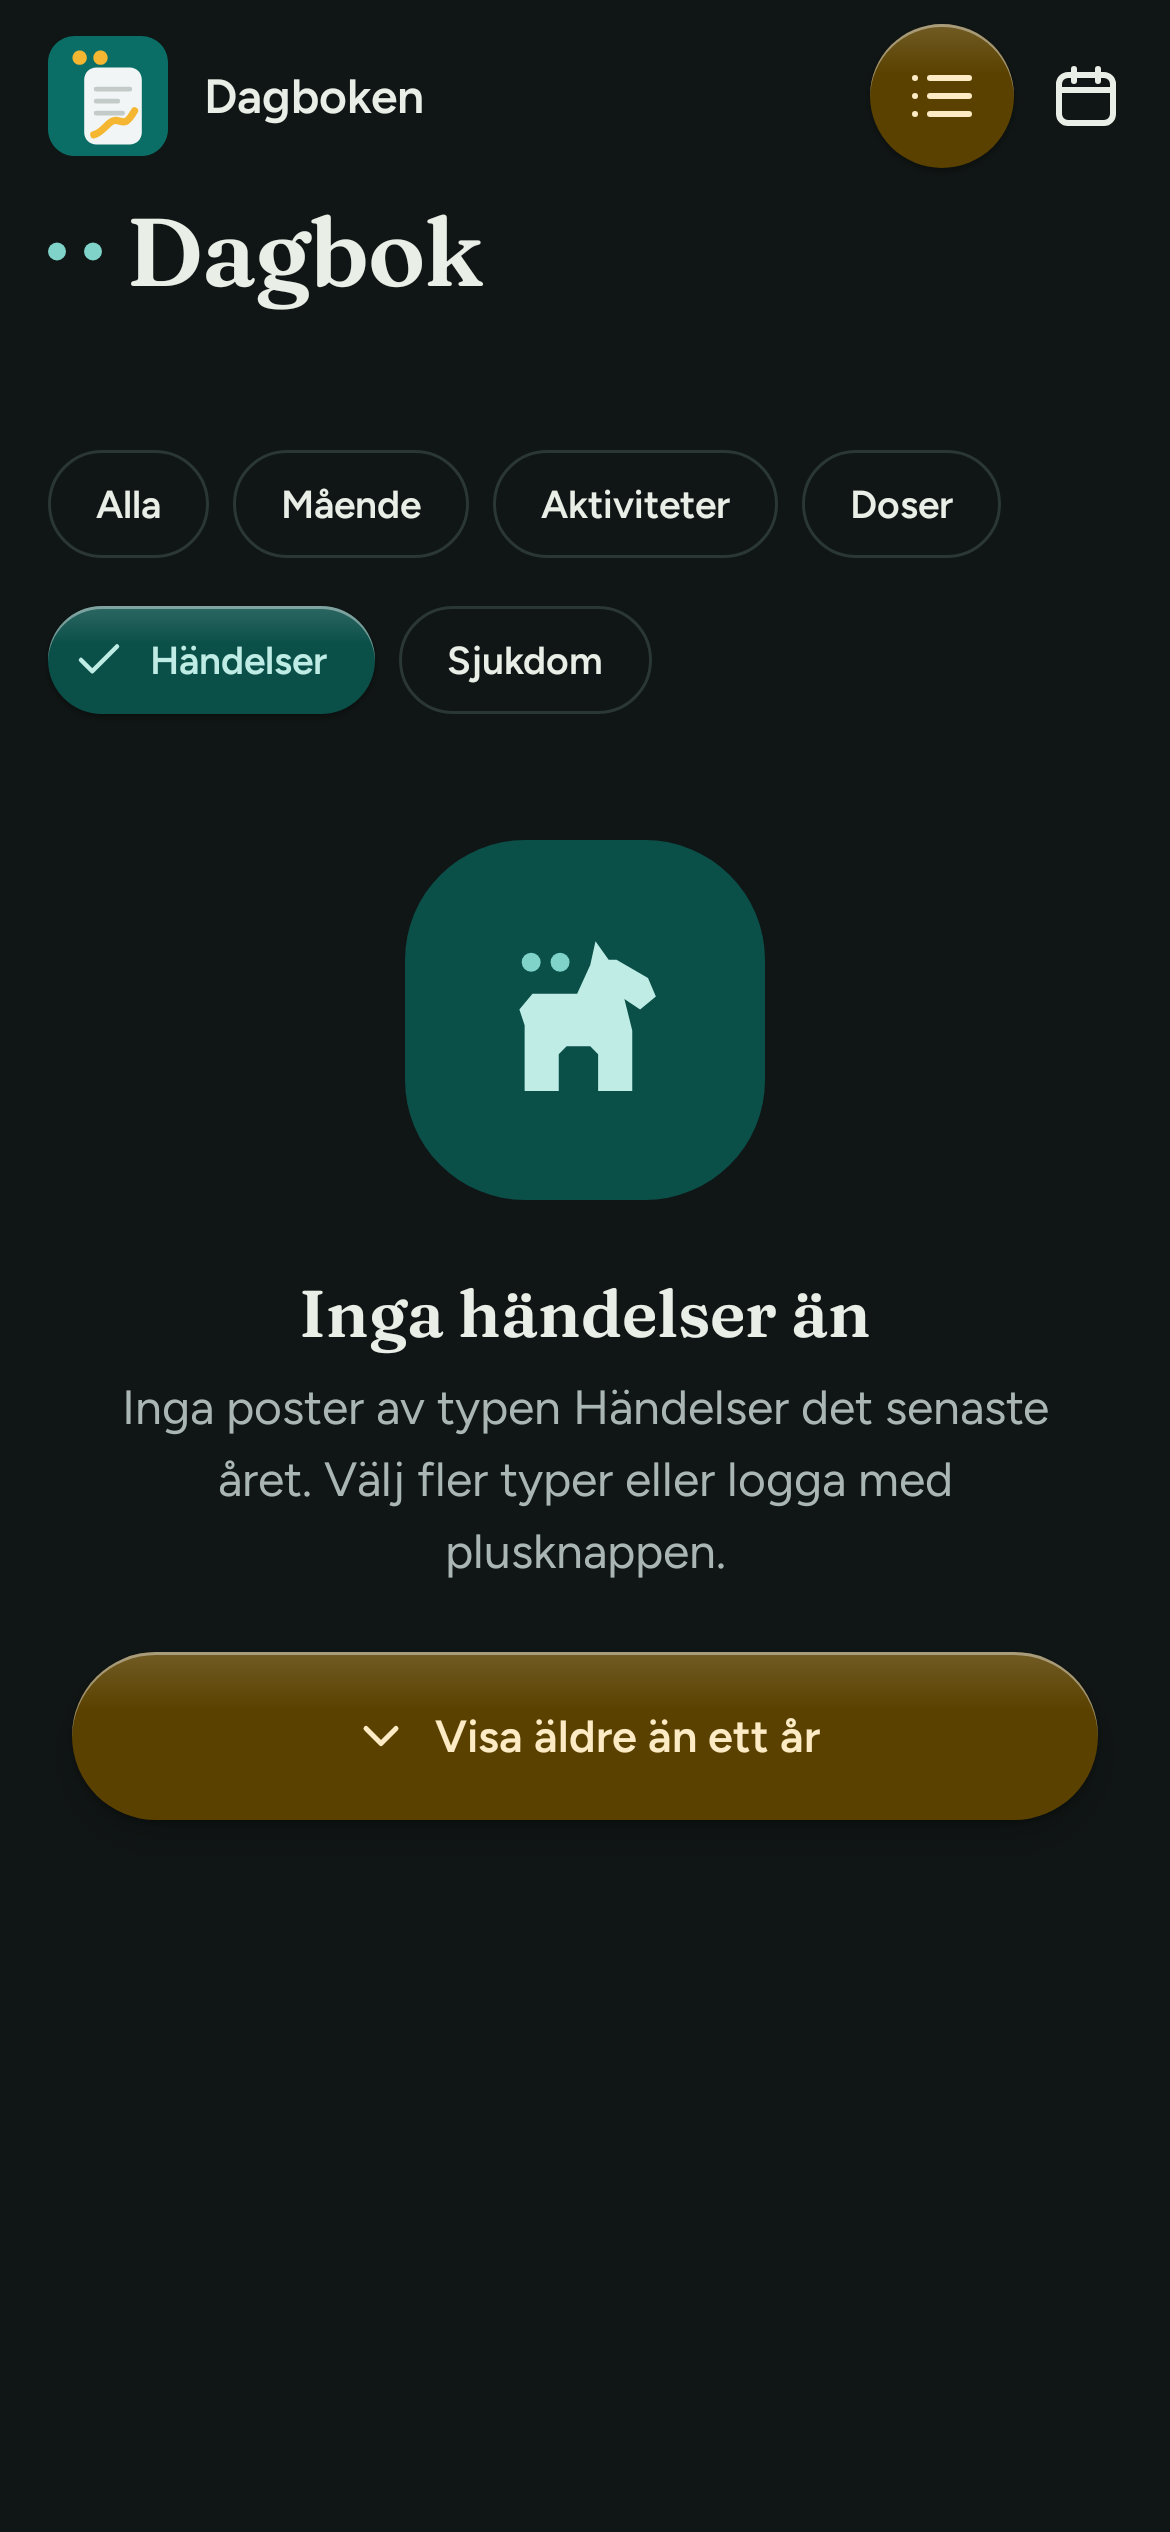 Dagboken
Dagbok
Alla
Mående
Aktiviteter
Doser
Händelser
Sjukdom
Inga händelser än
Inga poster av typen Händelser det senaste
året. Välj fler typer eller logga med
plusknappen.
Visa äldre än ett år